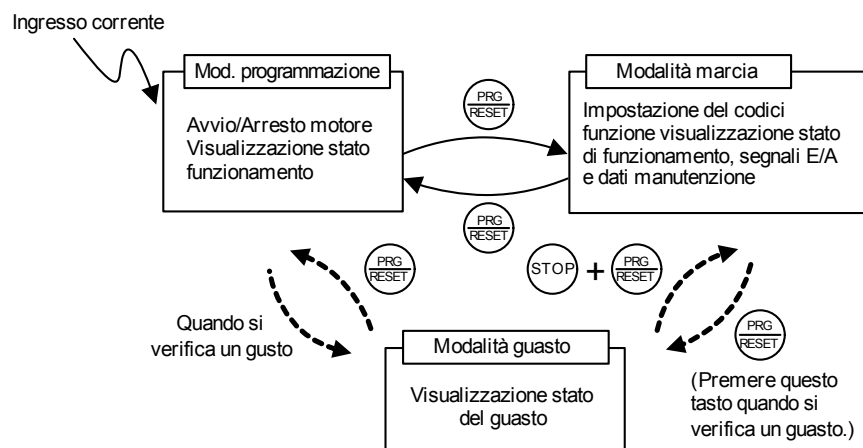 Ingresso corrente
Mod. programmazione
Avvio/Arresto motore
Visualizzazione stato
funzionamento
PRG
RESET
PRG
RESET
Modalità marcia
Impostazione del codici
funzione visualizzazione stato
di funzionamento, segnali E/A
e dati manutenzione
Quando si
verifica un gusto
PRG
RESET
STOP + PRG
RESET
PRG
RESET
(Premere questo
tasto quando si
verifica un guasto.)
Modalità guasto
Visualizzazione stato
del guasto